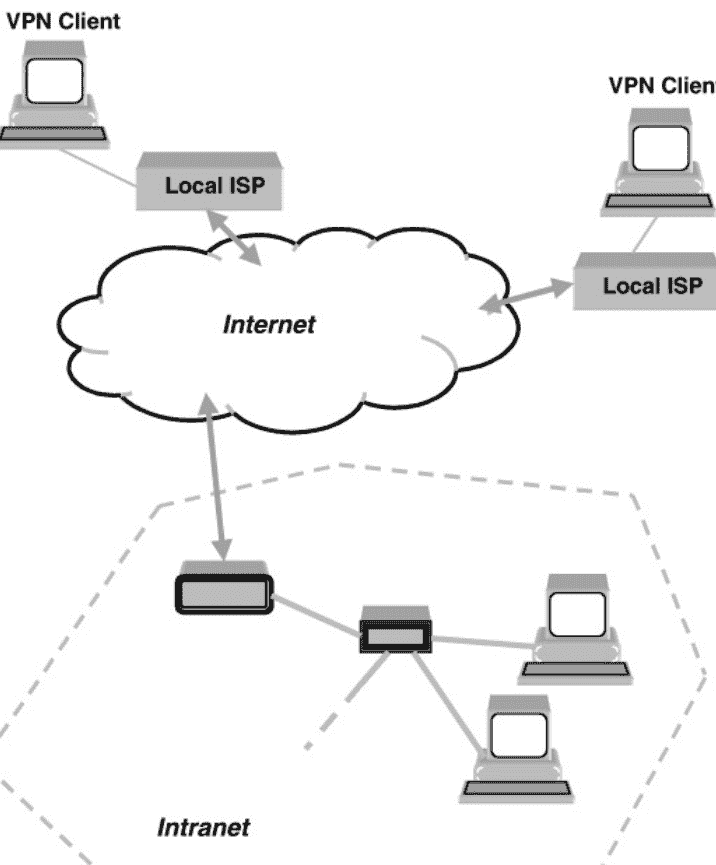 VPN Client
VPN Client
Local ISP
Local ISP
Internet
Intranet